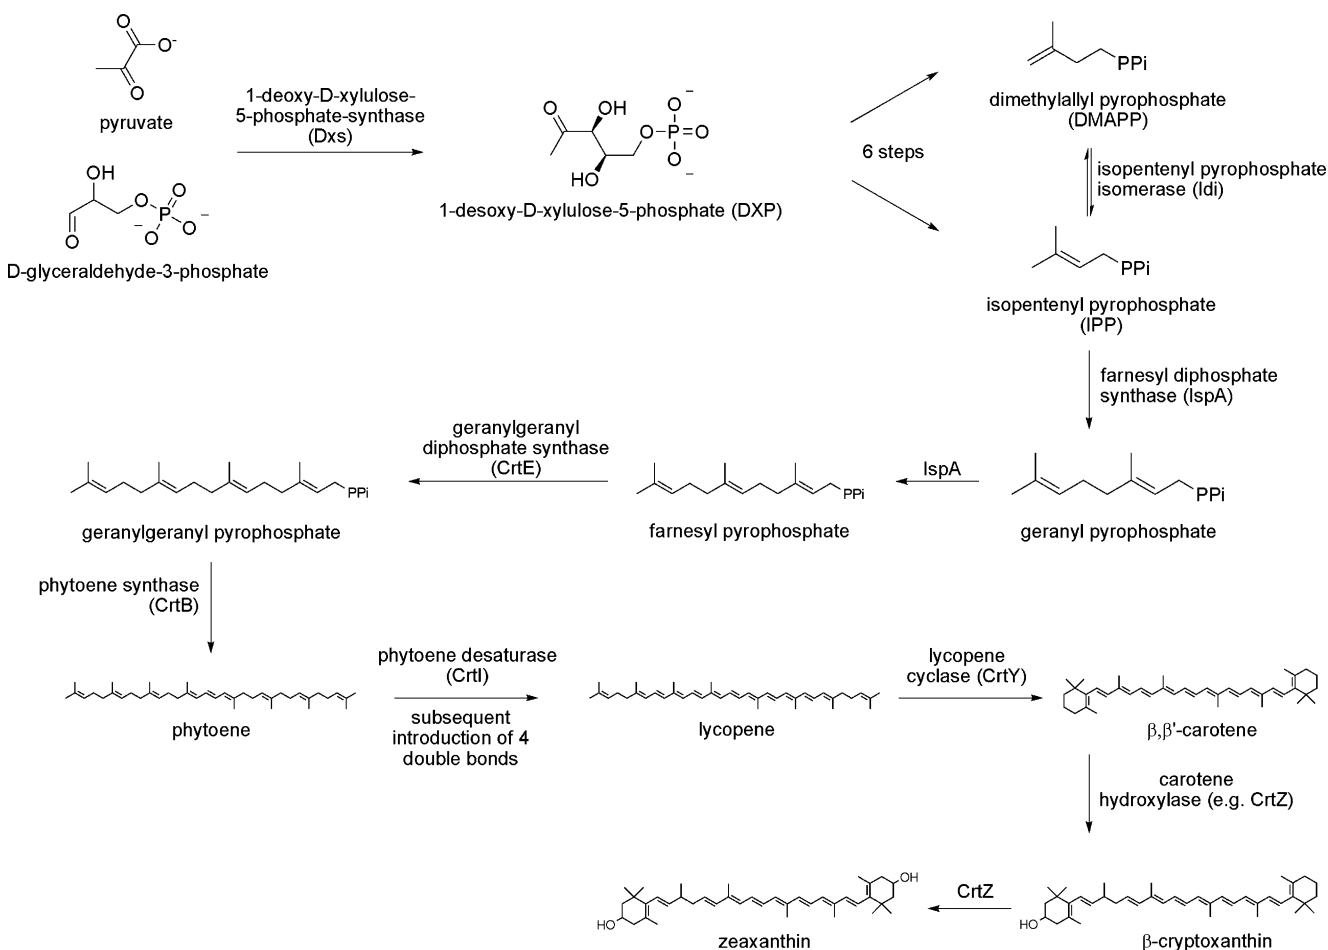 O
O⁻
O
pyruvate
OH
O
O
P
O
O
O
D-glyceraldehyde-3-phosphate
1-deoxy-D-xylulose-
5-phosphate-synthase
(Dxs)
O
OH
O
O–P=O
O
HO
1-desoxy-D-xylulose-5-phosphate (DXP)
6 steps
PPi
dimethylallyl pyrophosphate
(DMAPP)
isopentenyl pyrophosphate
isomerase (Idi)
PPi
isopentenyl pyrophosphate
(IPP)
farnesyl diphosphate
synthase (IspA)
PPi
geranyl pyrophosphate
IspA
PPi
farnesyl pyrophosphate
geranylgeranyl
diphosphate synthase
(CrtE)
PPi
geranylgeranyl pyrophosphate
phytoene synthase
(CrtB)
phytoene
phytoene desaturase
(CrtI)
subsequent
introduction of 4
double bonds
lycopene
lycopene
cyclase (CrtY)
β,β'-carotene
carotene
hydroxylase (e.g. CrtZ)
HO
β-cryptoxanthin
CrtZ
OH
HO
zeaxanthin